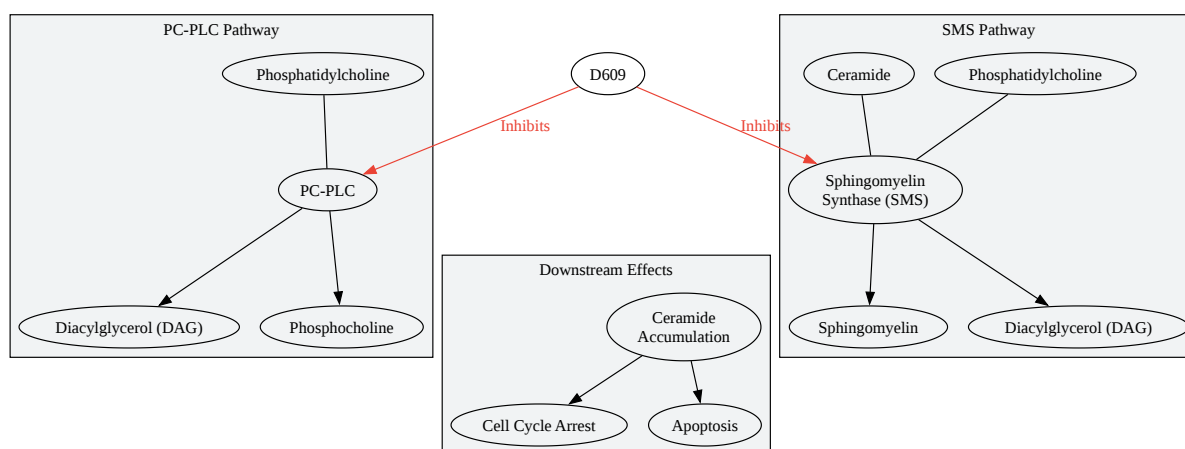 PC-PLC Pathway
Phosphatidylcholine
PC-PLC
Diacylglycerol (DAG)
Phosphocholine
D609
Inhibits
Inhibits
SMS Pathway
Ceramide
Phosphatidylcholine
Sphingomyelin
Synthase (SMS)
Sphingomyelin
Diacylglycerol (DAG)
Downstream Effects
Ceramide
Accumulation
Cell Cycle Arrest
Apoptosis